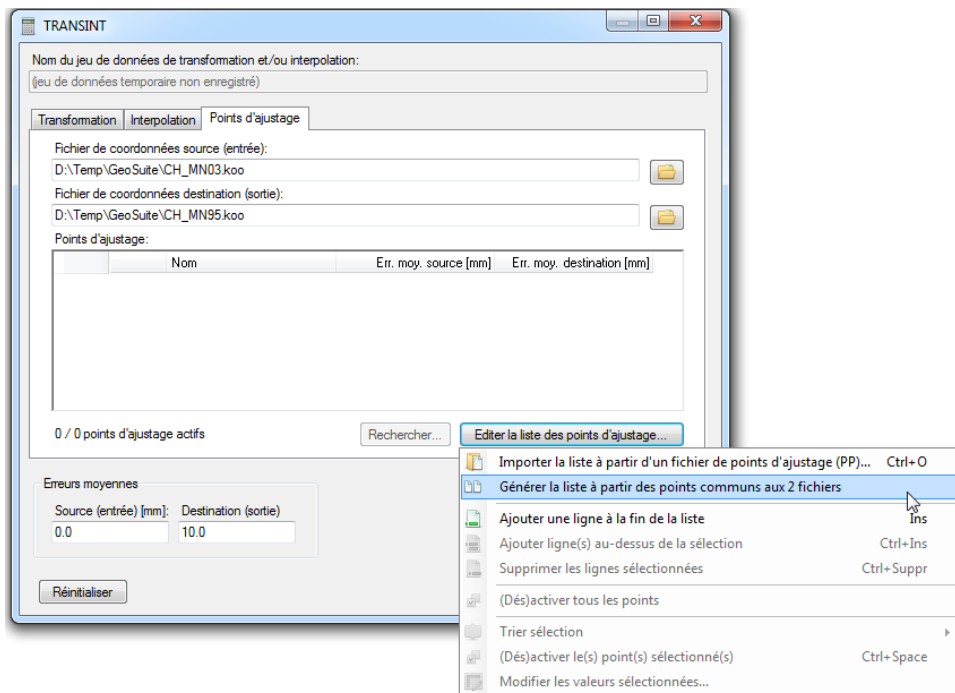 TRANSINT
Nom du jeu de données de transformation et/ou interpolation:
(jeu de données temporaire non enregistré)
Transformation Interpolation Points d'ajustage
Fichier de coordonnées source (entrée):
D:\Temp\GeoSuite\CH_MN03.koo
Fichier de coordonnées destination (sortie):
D:\Temp\GeoSuite\CH_MN95.koo
Points d'ajustage:
Nom Err. moy. source [mm] Err. moy. destination [mm]
0 / 0 points d'ajustage actifs Rechercher... Editer la liste des points d'ajustage...
Importer la liste à partir d'un fichier de points d'ajustage (PP)... Ctrl+O
Générer la liste à partir des points communs aux 2 fichiers
Ajouter une ligne à la fin de la liste Ins
Ajouter ligne(s) au-dessus de la sélection Ctrl+Ins
Supprimer les lignes sélectionnées Ctrl+Suppr
(Dés)activer tous les points
Trier sélection
(Dés)activer le(s) point(s) sélectionné(s) Ctrl+Space
Modifier les valeurs sélectionnées...
Erreurs moyennes
Source (entrée) [mm]: Destination (sortie)
0.0 10.0
Réinitialiser